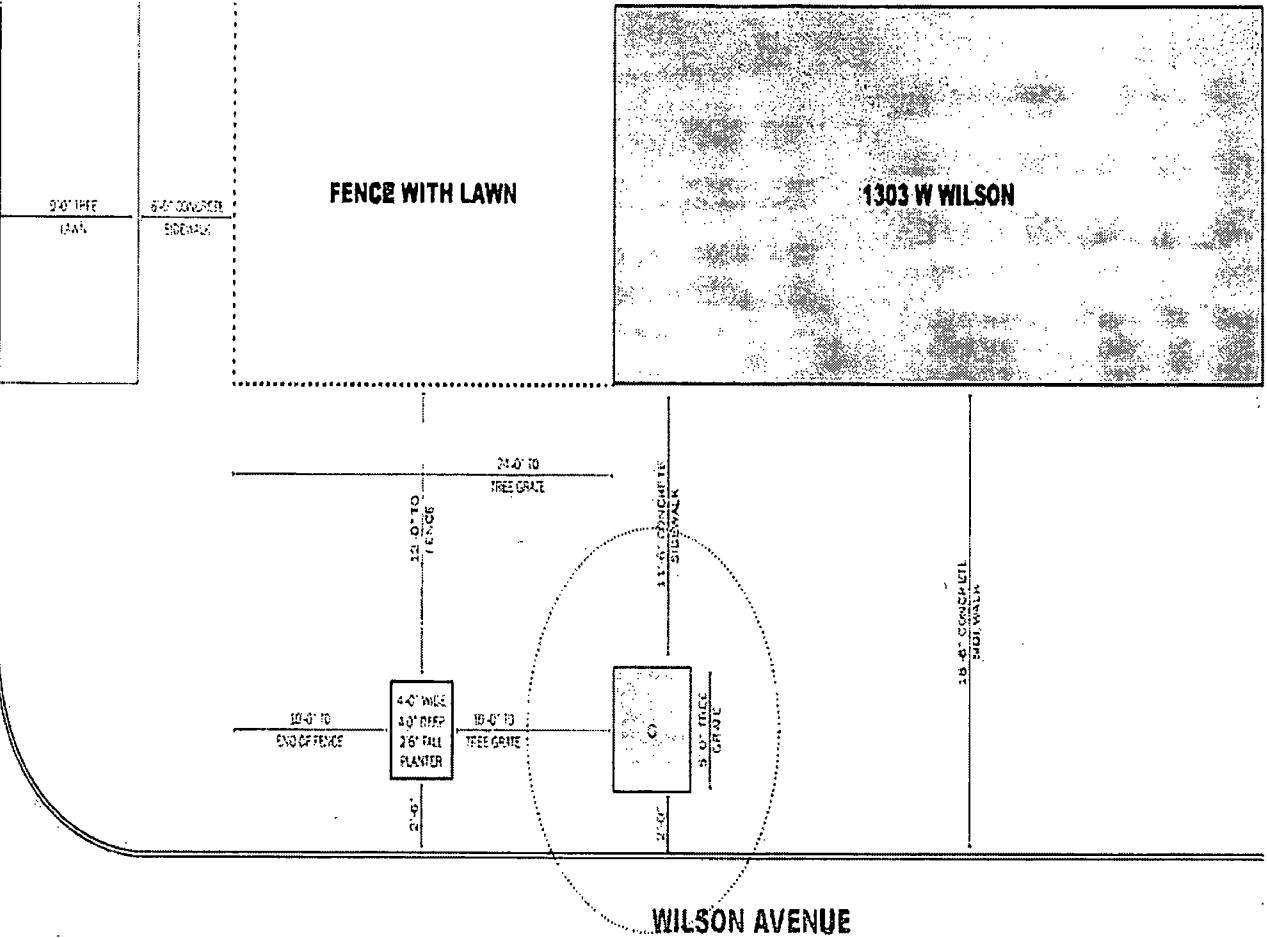 FENCE WITH LAWN
1303 W WILSON
9'-0" TREE
LAWN
6'-0" CONCRETE
SIDEWALK
24'-0" TO
TREE GRATE
12'-0" TO
FENCE
11'-6" CONCRETE
SIDEWALK
18'-6" CONCRETE
SIDEWALK
10'-0" TO
END OF FENCE
4'-0" WIDE
4'-0" DEEP
2'6" TALL
PLANTER
10'-0" TO
TREE GRATE
5'-0" TREE
GRATE
2'-6"
2'-0"
WILSON AVENUE